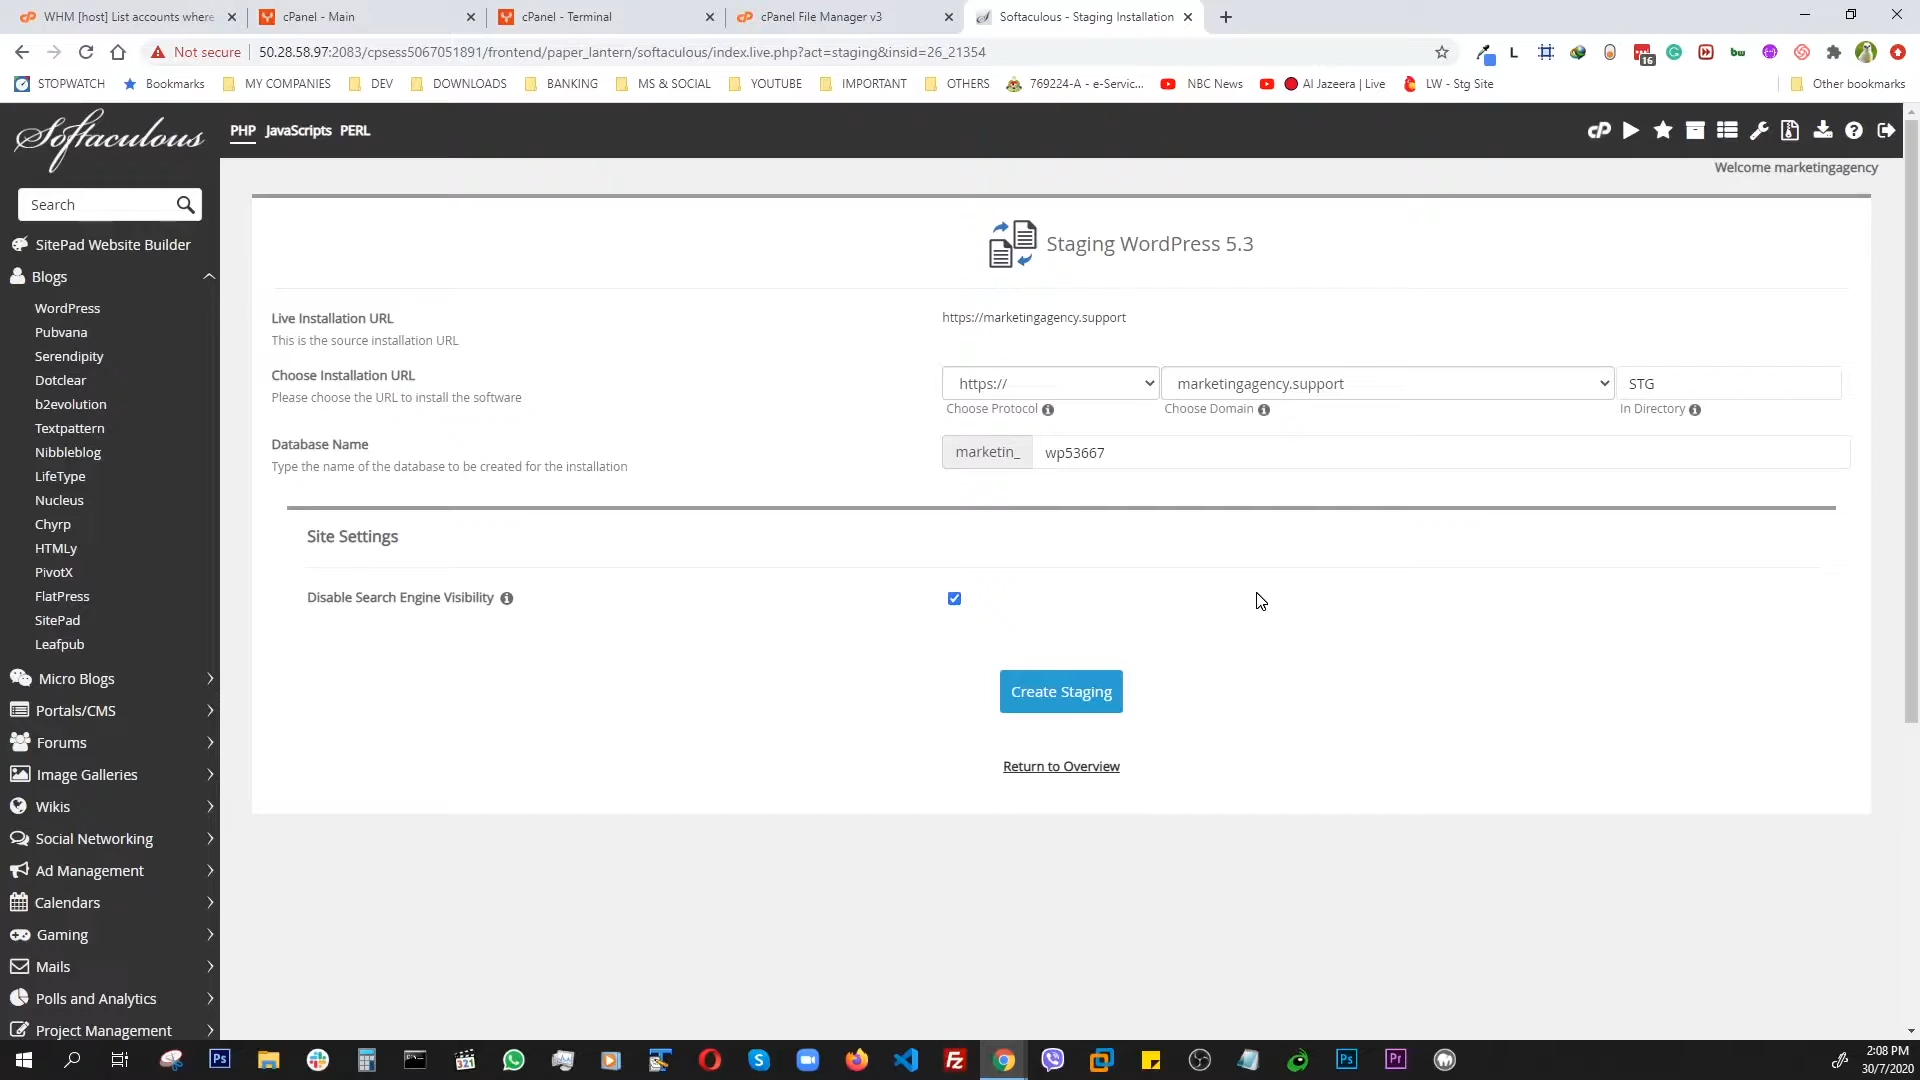 WHM [host] List accounts where
cPanel - Main
cPanel - Terminal
cPanel File Manager v3
Softaculous - Staging Installation
Not secure
50.28.58.97:2083/cpsess5067051891/frontend/paper_lantern/softaculous/index.live.php?act=staging&insid=26_21354
L
16
bw
STOPWATCH
Bookmarks
MY COMPANIES
DEV
DOWNLOADS
BANKING
MS & SOCIAL
YOUTUBE
IMPORTANT
OTHERS
769224-A - e-Servic...
NBC News
Al Jazeera | Live
LW - Stg Site
Other bookmarks
Softaculous
PHP JavaScripts PERL
cP
Welcome marketingagency
Search
SitePad Website Builder
Blogs
WordPress
Pubvana
Serendipity
Dotclear
b2evolution
Textpattern
Nibbleblog
LifeType
Nucleus
Chyrp
HTMLy
PivotX
FlatPress
SitePad
Leafpub
Micro Blogs
Portals/CMS
Forums
Image Galleries
Wikis
Social Networking
Ad Management
Calendars
Gaming
Mails
Polls and Analytics
Project Management
Staging WordPress 5.3
Live Installation URL
This is the source installation URL
https://marketingagency.support
Choose Installation URL
Please choose the URL to install the software
https://
marketingagency.support
STG
Choose Protocol
Choose Domain
In Directory
Database Name
Type the name of the database to be created for the installation
marketin_
wp53667
Site Settings
Disable Search Engine Visibility
Create Staging
Return to Overview
Ps
321
Fz
Ps
Pr
2:08 PM
30/7/2020